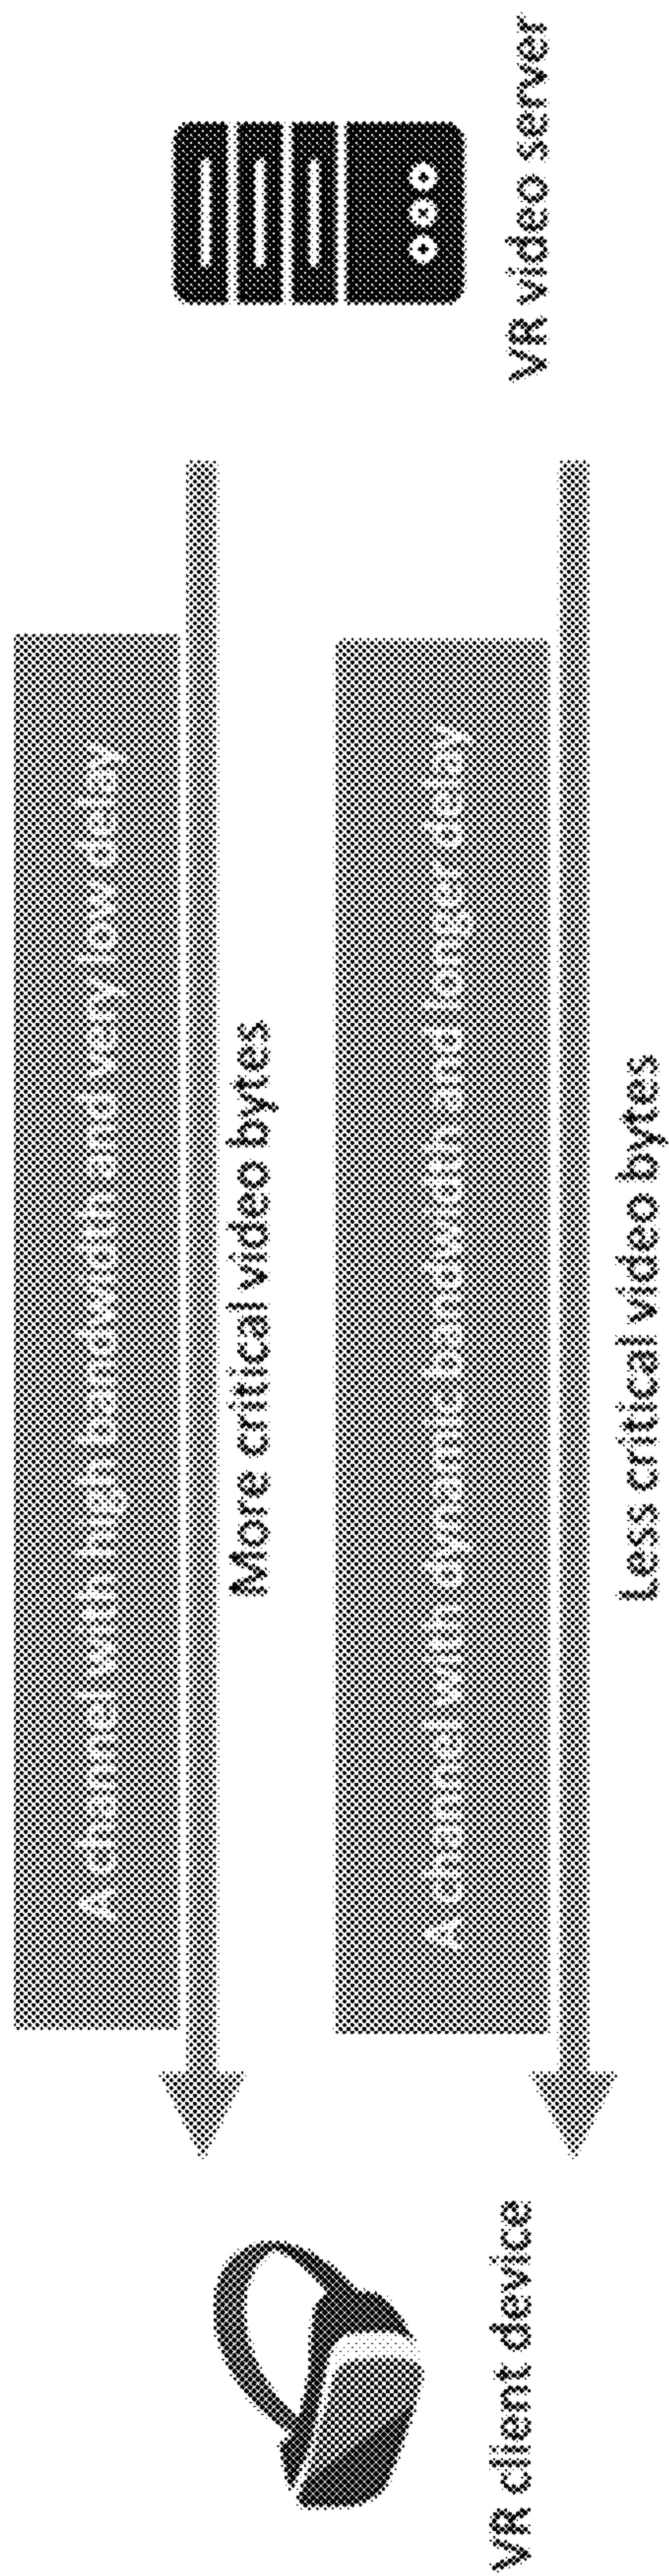 VR client device
A channel with high bandwidth and very low delay
More critical video bytes
A channel with dynamic bandwidth and longer delay
Less critical video bytes
VR video server